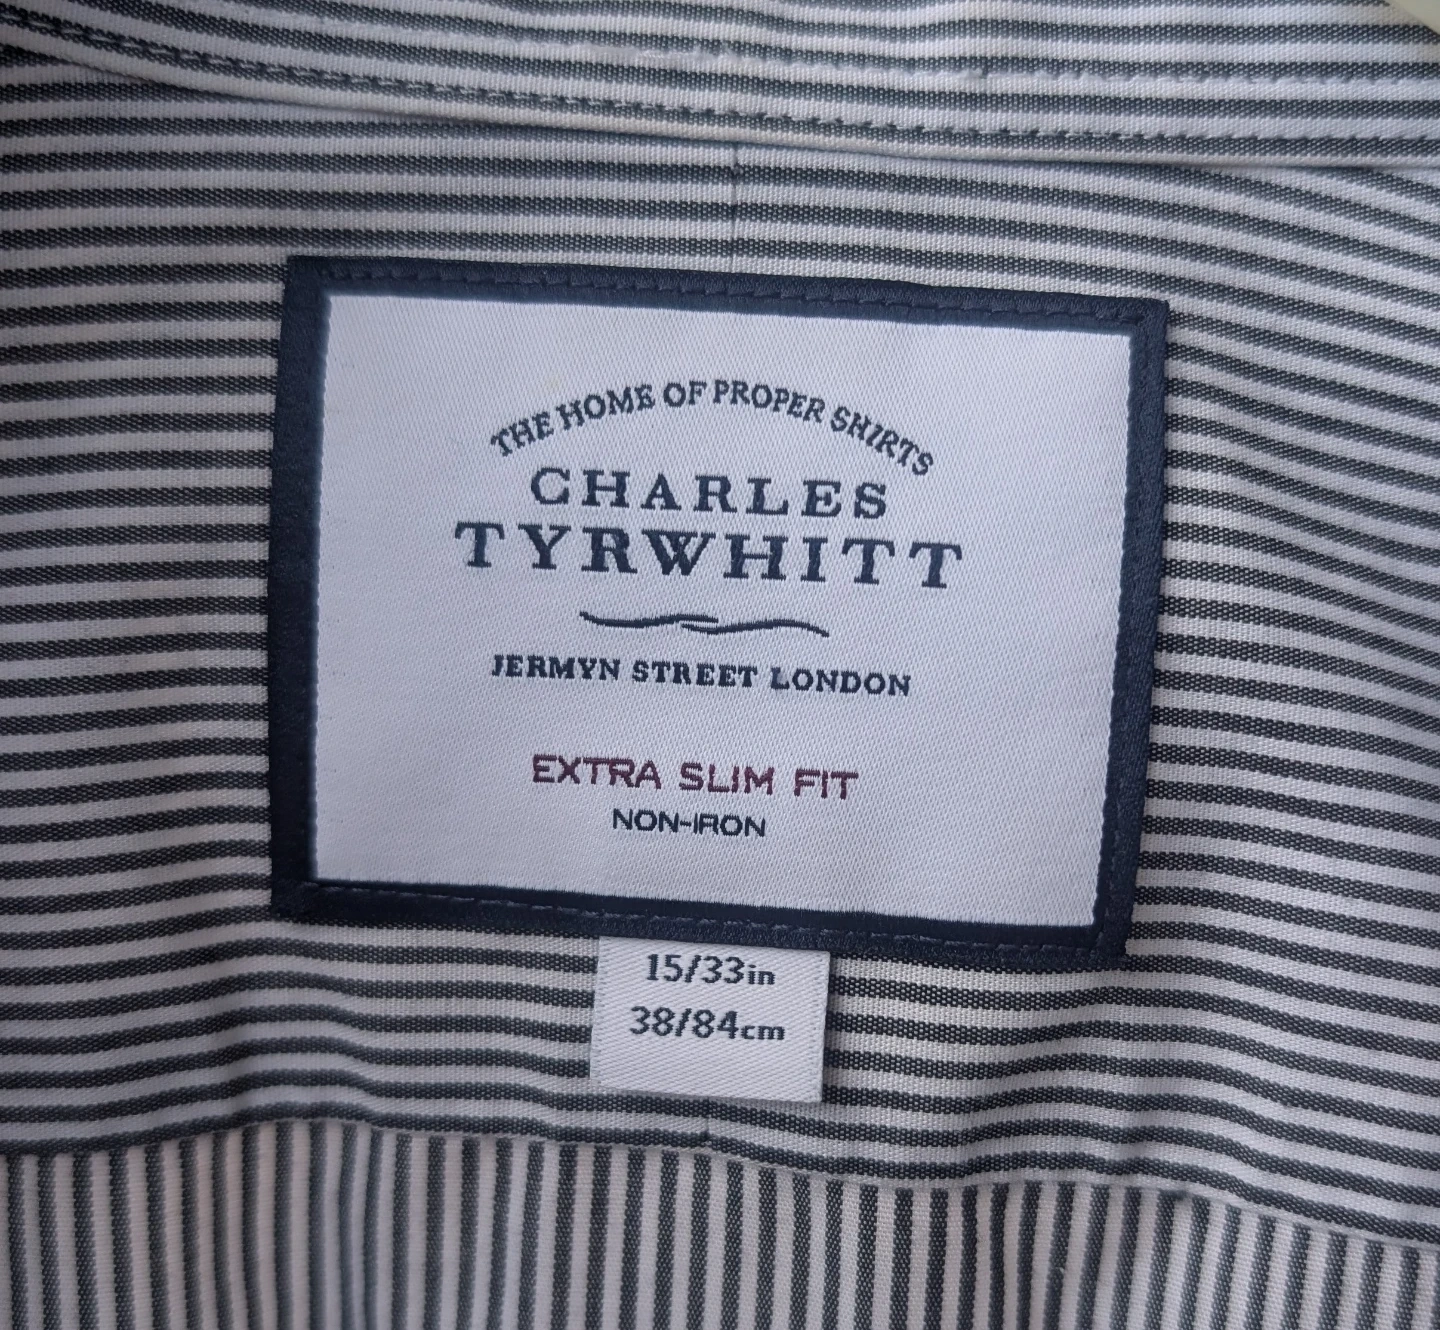 THE HOME OF PROPER SHIRTS
CHARLES
TYRWHITT
JERMYN STREET LONDON
EXTRA SLIM FIT
NON-IRON
15/33in
38/84cm